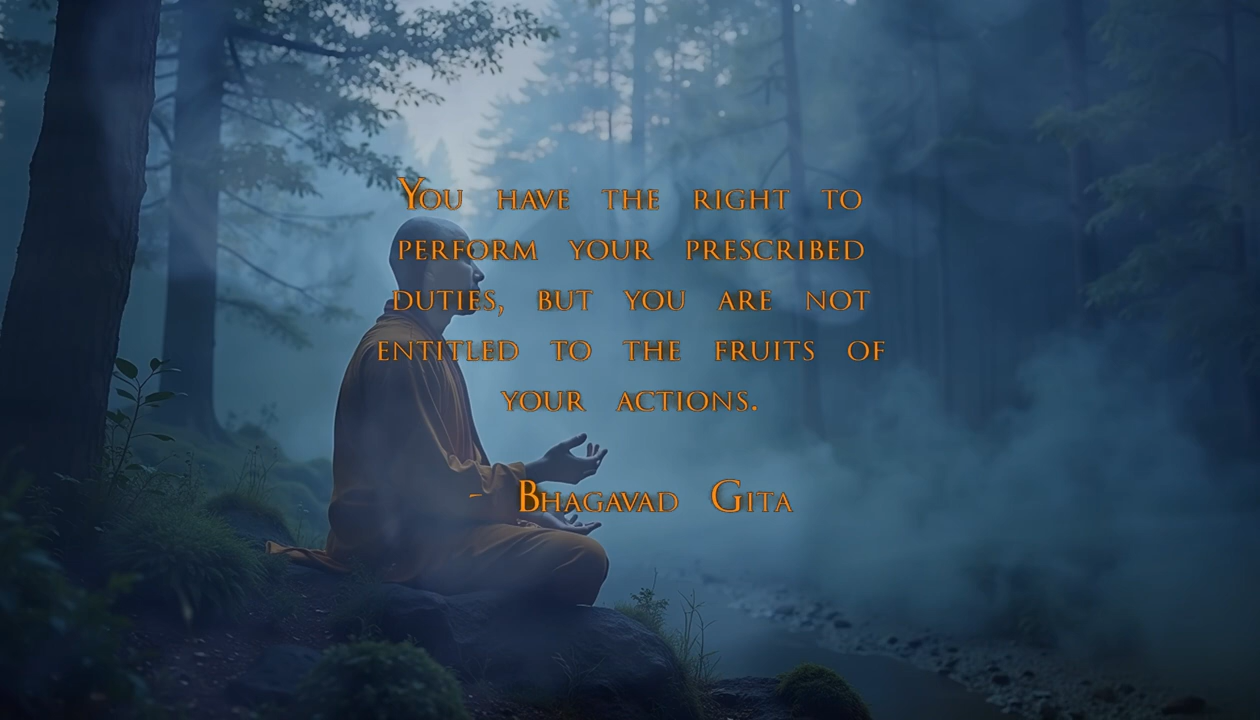 You have the right to
perform your prescribed
duties, but you are not
entitled to the fruits of
your actions.
- Bhagavad Gita